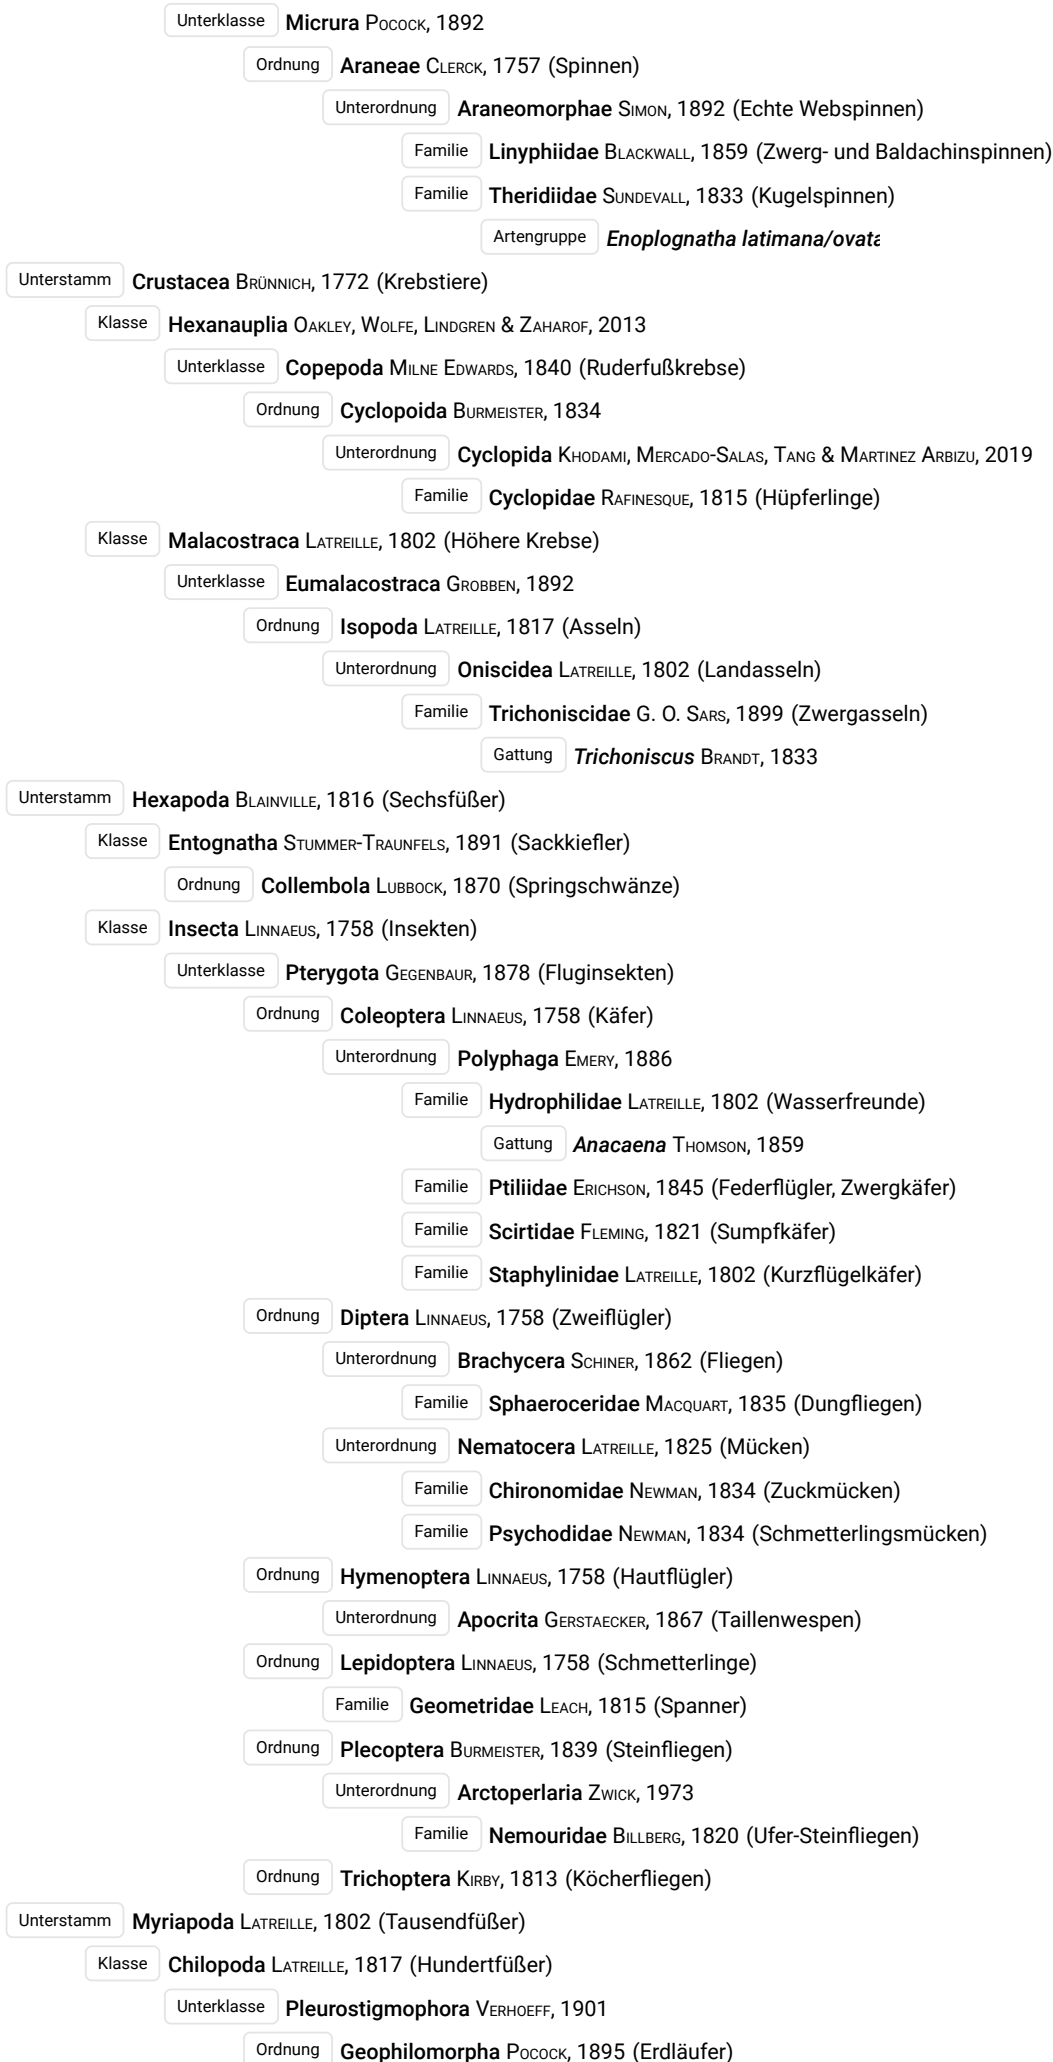 Unterklasse Micrura Pocock, 1892
Ordnung Araneae Clerck, 1757 (Spinnen)
Unterordnung Araneomorphae Simon, 1892 (Echte Webspinnen)
Familie Linyphiidae Blackwall, 1859 (Zwerg- und Baldachinspinnen)
Familie Theridiidae Sundevall, 1833 (Kugelspinnen)
Artengruppe Enoplognatha latimana/ovata
Unterstamm Crustacea Brünnich, 1772 (Krebstiere)
Klasse Hexanauplia Oakley, Wolfe, Lindgren & Zaharof, 2013
Unterklasse Copepoda Milne Edwards, 1840 (Ruderfußkrebse)
Ordnung Cyclopoida Burmeister, 1834
Unterordnung Cyclopida Khodami, Mercado-Salas, Tang & Martinez Arbizu, 2019
Familie Cyclopidae Rafinesque, 1815 (Hüpferlinge)
Klasse Malacostraca Latreille, 1802 (Höhere Krebse)
Unterklasse Eumalacostraca Grobben, 1892
Ordnung Isopoda Latreille, 1817 (Asseln)
Unterordnung Oniscidea Latreille, 1802 (Landasseln)
Familie Trichoniscidae G. O. Sars, 1899 (Zwergasseln)
Gattung Trichoniscus Brandt, 1833
Unterstamm Hexapoda Blainville, 1816 (Sechsfüßer)
Klasse Entognatha Stummer-Traunfels, 1891 (Sackkiefler)
Ordnung Collembola Lubbock, 1870 (Springschwänze)
Klasse Insecta Linnaeus, 1758 (Insekten)
Unterklasse Pterygota Gegenbaur, 1878 (Fluginsekten)
Ordnung Coleoptera Linnaeus, 1758 (Käfer)
Unterordnung Polyphaga Emery, 1886
Familie Hydrophilidae Latreille, 1802 (Wasserfreunde)
Gattung Anacaena Thomson, 1859
Familie Ptiliidae Erichson, 1845 (Federflügler, Zwergkäfer)
Familie Scirtidae Fleming, 1821 (Sumpfkäfer)
Familie Staphylinidae Latreille, 1802 (Kurzflügelkäfer)
Ordnung Diptera Linnaeus, 1758 (Zweiflügler)
Unterordnung Brachycera Schiner, 1862 (Fliegen)
Familie Sphaeroceridae Macquart, 1835 (Dungfliegen)
Unterordnung Nematocera Latreille, 1825 (Mücken)
Familie Chironomidae Newman, 1834 (Zuckmücken)
Familie Psychodidae Newman, 1834 (Schmetterlingsmücken)
Ordnung Hymenoptera Linnaeus, 1758 (Hautflügler)
Unterordnung Apocrita Gerstaecker, 1867 (Taillenwespen)
Ordnung Lepidoptera Linnaeus, 1758 (Schmetterlinge)
Familie Geometridae Leach, 1815 (Spanner)
Ordnung Plecoptera Burmeister, 1839 (Steinfliegen)
Unterordnung Arctoperlaria Zwick, 1973
Familie Nemouridae Billberg, 1820 (Ufer-Steinfliegen)
Ordnung Trichoptera Kirby, 1813 (Köcherfliegen)
Unterstamm Myriapoda Latreille, 1802 (Tausendfüßer)
Klasse Chilopoda Latreille, 1817 (Hundertfüßer)
Unterklasse Pleurostigmophora Verhoeff, 1901
Ordnung Geophilomorpha Pocock, 1895 (Erdläufer)